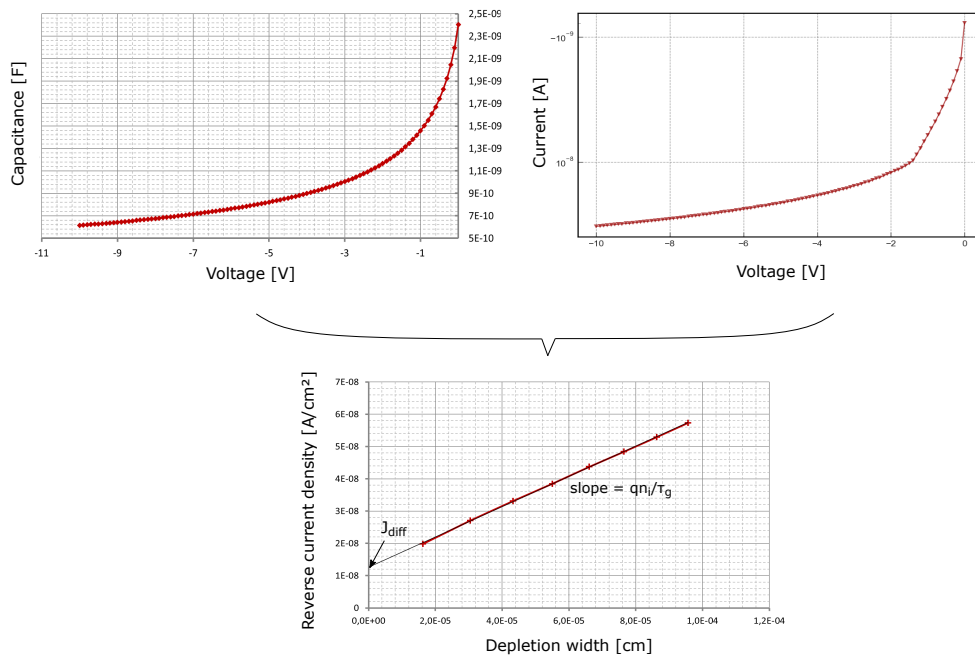 2,5E-09
2,3E-09
2,1E-09
1,9E-09
1,7E-09
1,5E-09
1,3E-09
1,1E-09
9E-10
7E-10
5E-10
Capacitance [F]
-11
-9
-7
-5
-3
-1
Voltage [V]
−10⁻⁹
10⁻⁸
Current [A]
−10
−8
−6
−4
−2
0
Voltage [V]
7E-08
6E-08
5E-08
4E-08
3E-08
2E-08
1E-08
0
Reverse current density [A/cm²]
slope = qnᵢ/τg
Jdiff
0,0E+00
2,0E-05
4,0E-05
6,0E-05
8,0E-05
1,0E-04
1,2E-04
Depletion width [cm]